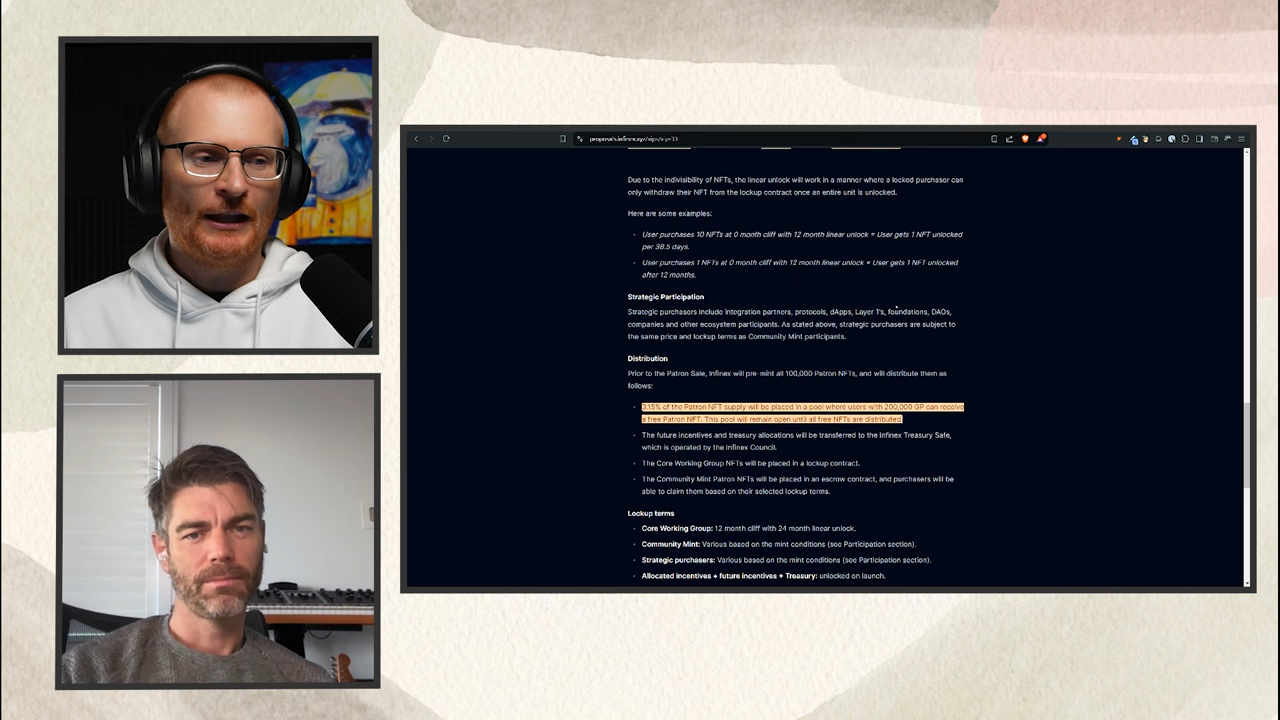 proposals.infinex.xyz/xips/xip-33
Due to the indivisibility of NFTs, the linear unlock will work in a manner where a locked purchaser can
only withdraw their NFT from the lockup contract once an entire unit is unlocked.
Here are some examples:
User purchases 10 NFTs at 0 month cliff with 12 month linear unlock = User gets 1 NFT unlocked
per 36.5 days.
User purchases 1 NFTs at 0 month cliff with 12 month linear unlock = User gets 1 NFT unlocked
after 12 months.
Strategic Participation
Strategic purchasers include integration partners, protocols, dApps, Layer 1's, foundations, DAOs,
companies and other ecosystem participants. As stated above, strategic purchasers are subject to
the same price and lockup terms as Community Mint participants.
Distribution
Prior to the Patron Sale, Infinex will pre-mint all 100,000 Patron NFTs, and will distribute them as
follows:
3.15% of the Patron NFT supply will be placed in a pool where users with 200,000 GP can receive
a free Patron NFT. This pool will remain open until all free NFTs are distributed.
The future incentives and treasury allocations will be transferred to the Infinex Treasury Safe,
which is operated by the Infinex Council.
The Core Working Group NFTs will be placed in a lockup contract.
The Community Mint Patron NFTs will be placed in an escrow contract, and purchasers will be
able to claim them based on their selected lockup terms.
Lockup terms
Core Working Group: 12 month cliff with 24 month linear unlock.
Community Mint: Various based on the mint conditions (see Participation section).
Strategic purchasers: Various based on the mint conditions (see Participation section).
Allocated incentives + future incentives + Treasury: unlocked on launch.